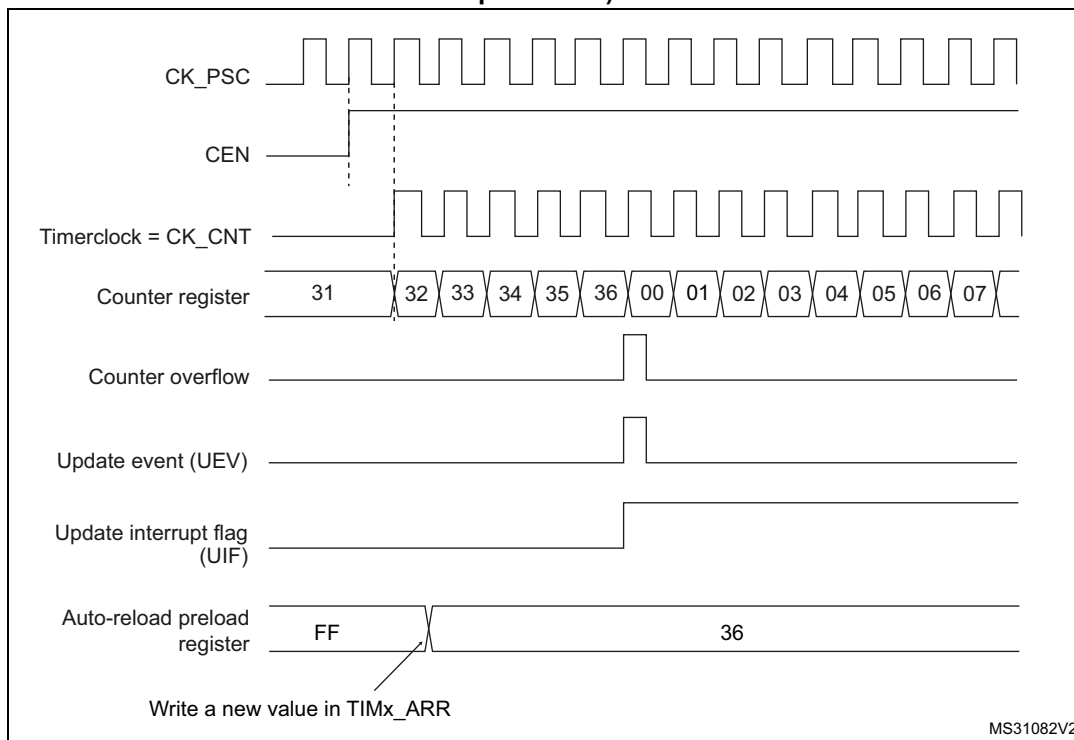 CK_PSC
CEN
Timerclock = CK_CNT
Counter register 31 32 33 34 35 36 00 01 02 03 04 05 06 07
Counter overflow
Update event (UEV)
Update interrupt flag
(UIF)
Auto-reload preload
register
FF 36
Write a new value in TIMx_ARR
MS31082V2